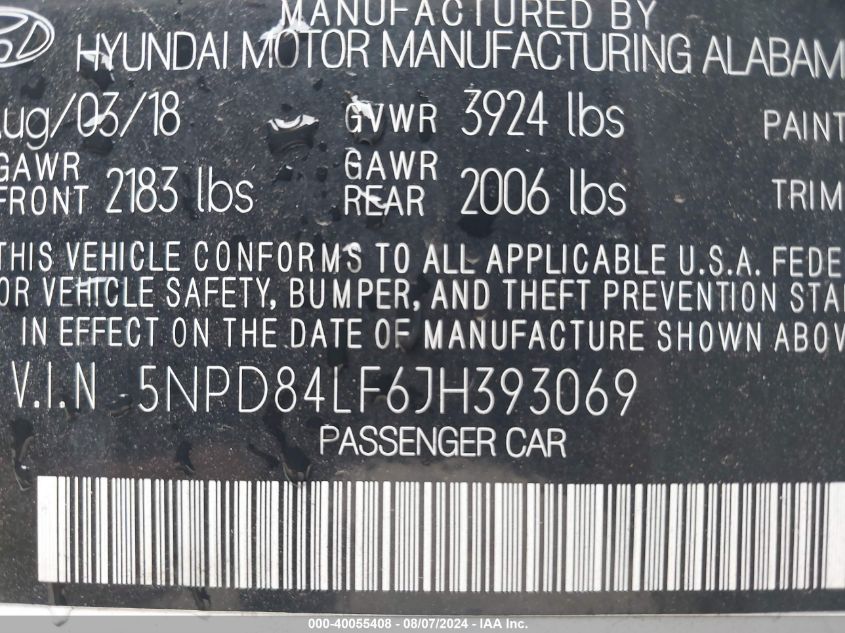 MANUFACTURED BY
HYUNDAI MOTOR MANUFACTURING ALABAM
Aug/03/18 GVWR 3924 lbs PAINT
GAWR FRONT 2183 lbs GAWR REAR 2006 lbs TRIM
THIS VEHICLE CONFORMS TO ALL APPLICABLE U.S.A. FEDE
OR VEHICLE SAFETY, BUMPER, AND THEFT PREVENTION STA
IN EFFECT ON THE DATE OF MANUFACTURE SHOWN ABOV
V.I.N 5NPD84LF6JH393069
PASSENGER CAR
000-40055408 - 08/07/2024 - IAA Inc.